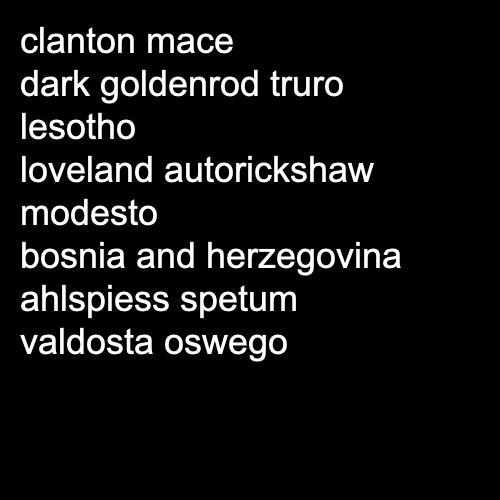 clanton mace
dark goldenrod truro
lesotho
loveland autorickshaw
modesto
bosnia and herzegovina
ahlspiess spetum
valdosta oswego